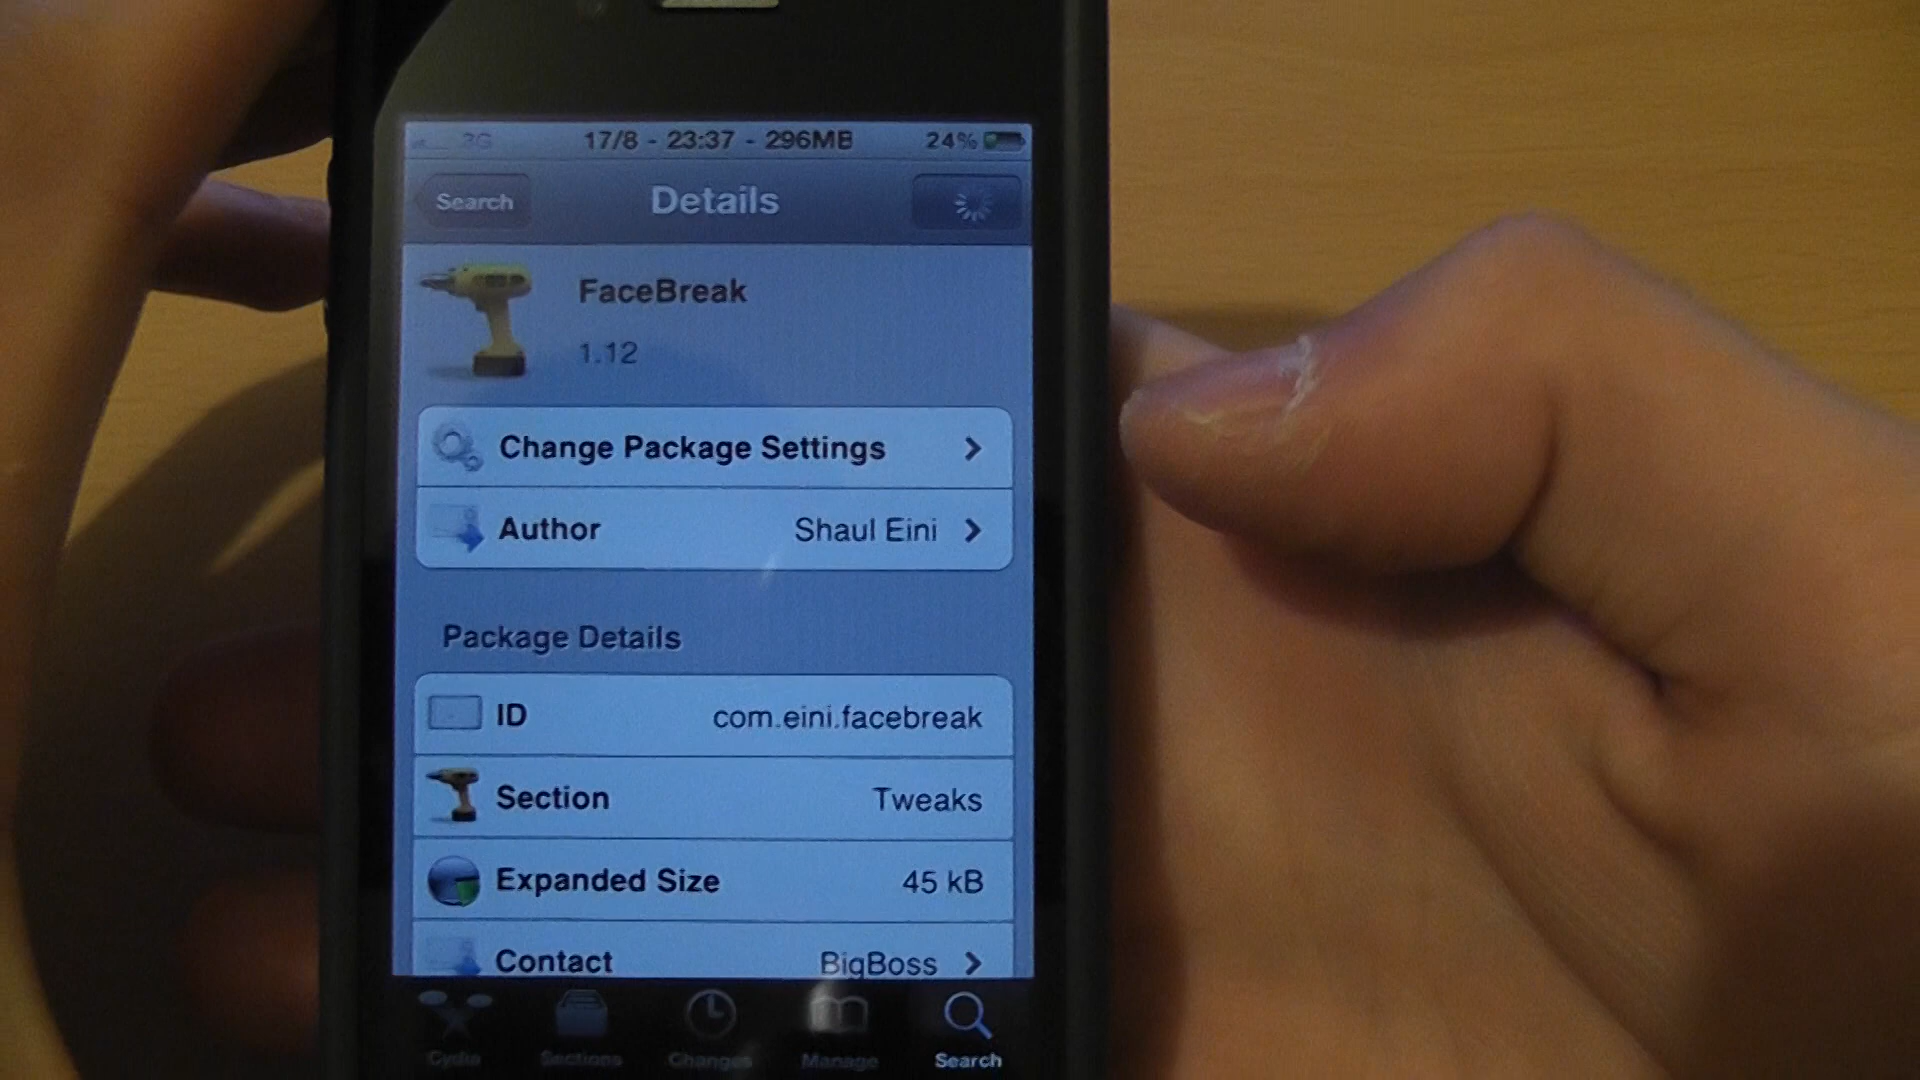 3G 17/8 - 23:37 - 296MB 24%
Search Details
FaceBreak
1.12
Change Package Settings
Author Shaul Eini
Package Details
ID com.eini.facebreak
Section Tweaks
Expanded Size 45 kB
Contact BigBoss
Cydia Sections Changes Manage Search